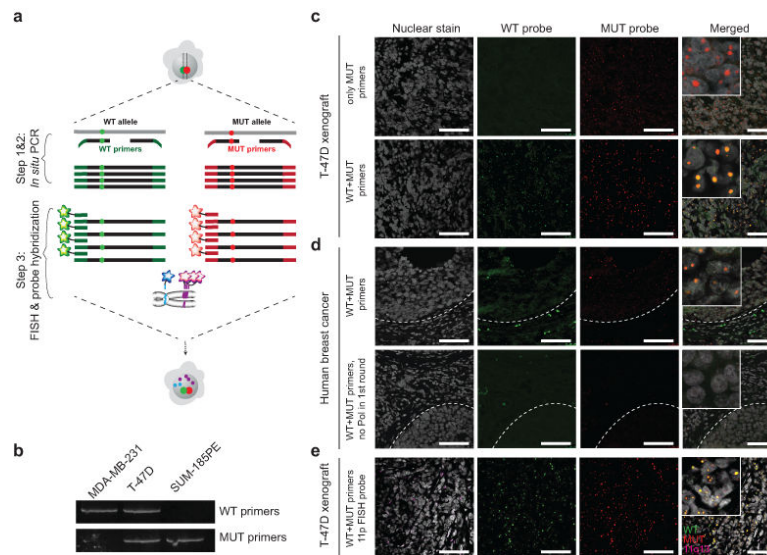 a
WT allele
MUT allele
WT primers
MUT primers
Step 1&2:
In situ PCR
Step 3:
FISH & probe hybridization
b
MDA-MB-231
T-47D
SUM-185PE
WT primers
MUT primers
c
Nuclear stain
WT probe
MUT probe
Merged
T-47D xenograft
only MUT
primers
WT+MUT
primers
d
Human breast cancer
WT+MUT
primers
WT+MUT primers,
no Pol in 1st round
e
T-47D xenograft
WT+MUT primers
11p FISH probe
WT
MUT